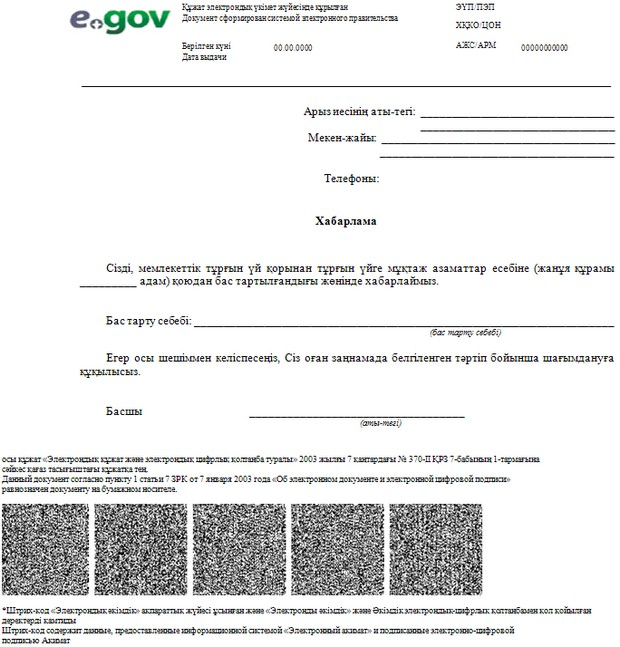 e.gov
Құжат электрондық үкімет жүйесінде құрылған
Документ сформирован системой электронного правительства
ЭҮП/ПЭП
ХҚКО/ЦОН
Берілген күні
Дата выдачи
00.00.0000
АЖС/АРМ
00000000000
Арыз иесінің аты-тегі: ________________________________
________________________________
Мекен-жайы: ______________________________________
______________________________________
Телефоны:
Хабарлама
Сізді, мемлекеттік тұрғын үй қорынан тұрғын үйге мұқтаж азаматтар есебіне (жанұя құрамы
_________ адам) қоюдан бас тартылғандығы жөнінде хабарлаймыз.
Бас тарту себебі: ____________________________________________________________________
(бас тарту себебі)
Егер осы шешіммен келіспесеңіз, Сіз оған заңнамада белгіленген тәртіп бойынша шағымдануға
құқылысыз.
Басшы ___________________________________
(аты-тегі)
осы құжат «Электрондық құжат және электрондық цифрлық қолтаңба туралы» 2003 жылғы 7 қаңтардағы № 370-II ҚРЗ 7-бабының 1-тармағына
сәйкес қағаз тасығыштағы құжатқа тең.
Данный документ согласно пункту 1 статьи 7 ЗРК от 7 января 2003 года «Об электронном документе и электронной цифровой подписи»
равнозначен документу на бумажном носителе.
*Штрих-код «Электрондық әкімдік» ақпараттық жүйесі ұсынған және «Электронды әкімдік» және Әкімдік электрондық-цифрлық қолтаңбамен қол қойылған
деректерді қамтиды
Штрих-код содержит данные, предоставленные информационной системой «Электронный акимат» и подписанные электронно-цифровой
подписью Акимат